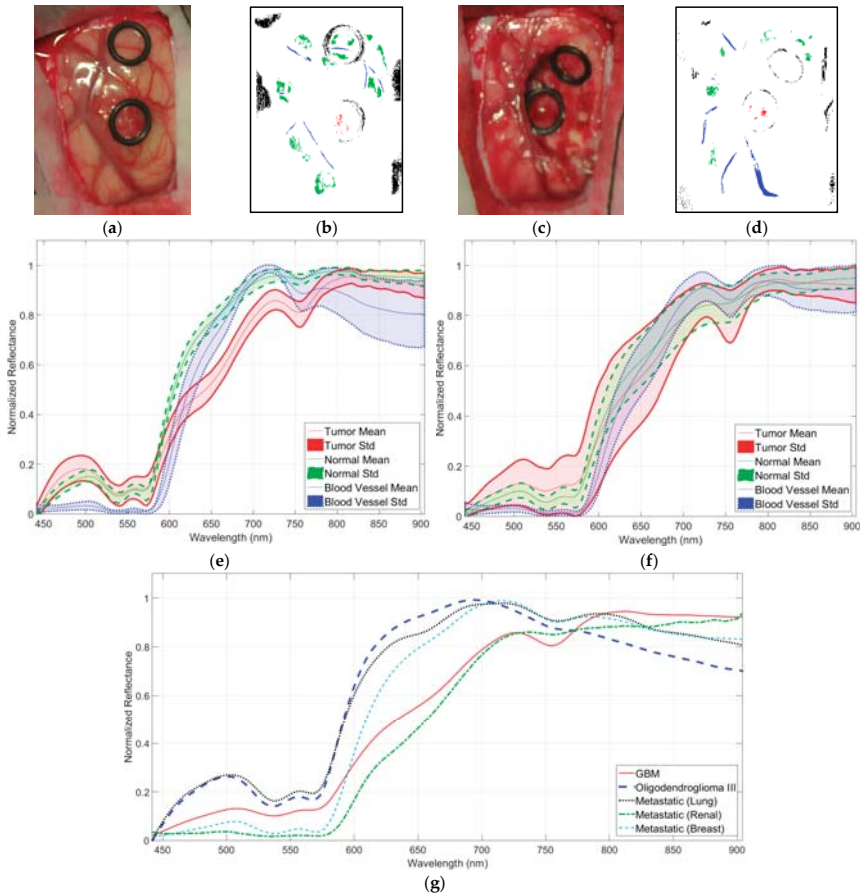 (a) (b) (c) (d)
1
0.8
0.6
0.4
0.2
0
Normalized Reflectance
450 500 550 600 650 700 750 800 850 900
Wavelength (nm)
Tumor Mean
Tumor Std
Normal Mean
Normal Std
Blood Vessel Mean
Blood Vessel Std
(e)
1
0.8
0.6
0.4
0.2
0
Normalized Reflectance
450 500 550 600 650 700 750 800 850 900
Wavelength (nm)
Tumor Mean
Tumor Std
Normal Mean
Normal Std
Blood Vessel Mean
Blood Vessel Std
(f)
1
0.8
0.6
0.4
0.2
0
Normalized Reflectance
450 500 550 600 650 700 750 800 850 900
Wavelength (nm)
GBM
Oligodendroglioma III
Metastatic (Lung)
Metastatic (Renal)
Metastatic (Breast)
(g)